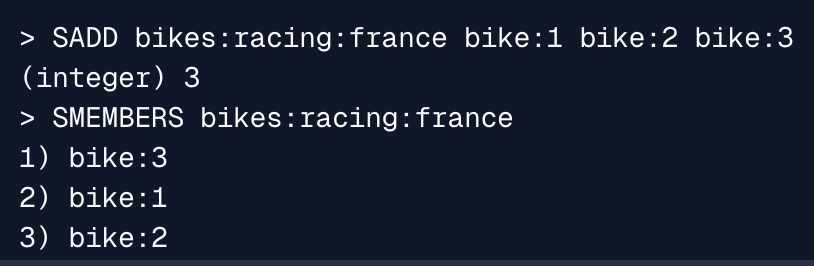 > SADD bikes:racing:france bike:1 bike:2 bike:3
(integer) 3
> SMEMBERS bikes:racing:france
1) bike:3
2) bike:1
3) bike:2